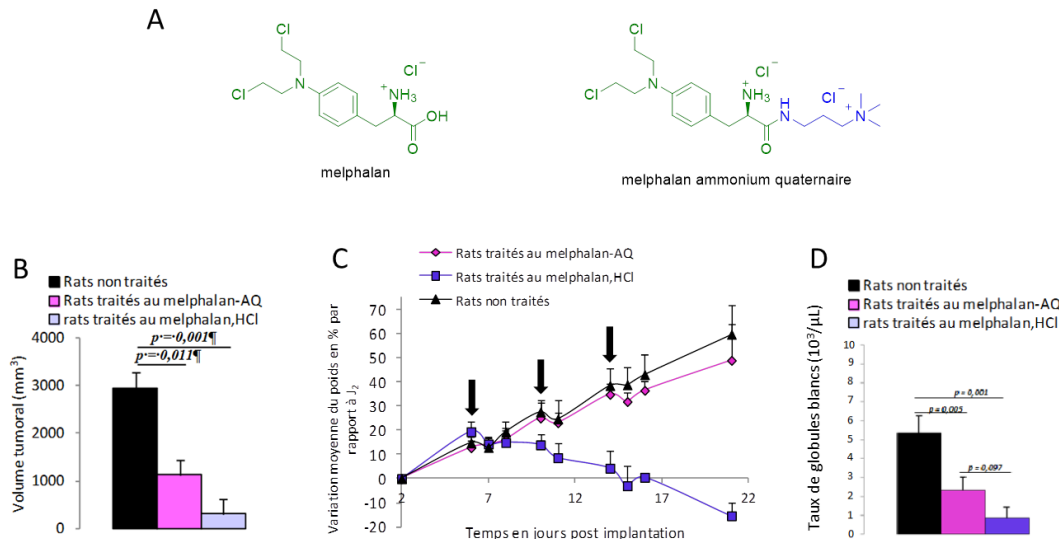 A
Cl
Cl
N
Cl⁻
+
NH₃
OH
O
melphalan
Cl
Cl
N
Cl⁻
+
NH₃
H
N
O
Cl⁻
+
N
melphalan ammonium quaternaire
B
Rats non traités
Rats traités au melphalan-AQ
rats traités au melphalan,HCl
Volume tumoral (mm³)
4000
3000
2000
1000
0
p·=·0,001¶
p·=·0,011¶
C
Rats traités au melphalan-AQ
Rats traités au melphalan,HCl
Rats non traités
Variation moyenne du poids en % par
rapport à J₂
70
60
50
40
30
20
10
0
-10
-20
2
7
12
17
22
Temps en jours post implantation
D
Rats non traités
Rats traités au melphalan-AQ
rats traités au melphalan,HCl
Taux de globules blancs (10³/µL)
9
8
7
6
5
4
3
2
1
0
p = 0,001
p = 0,005
p = 0,097